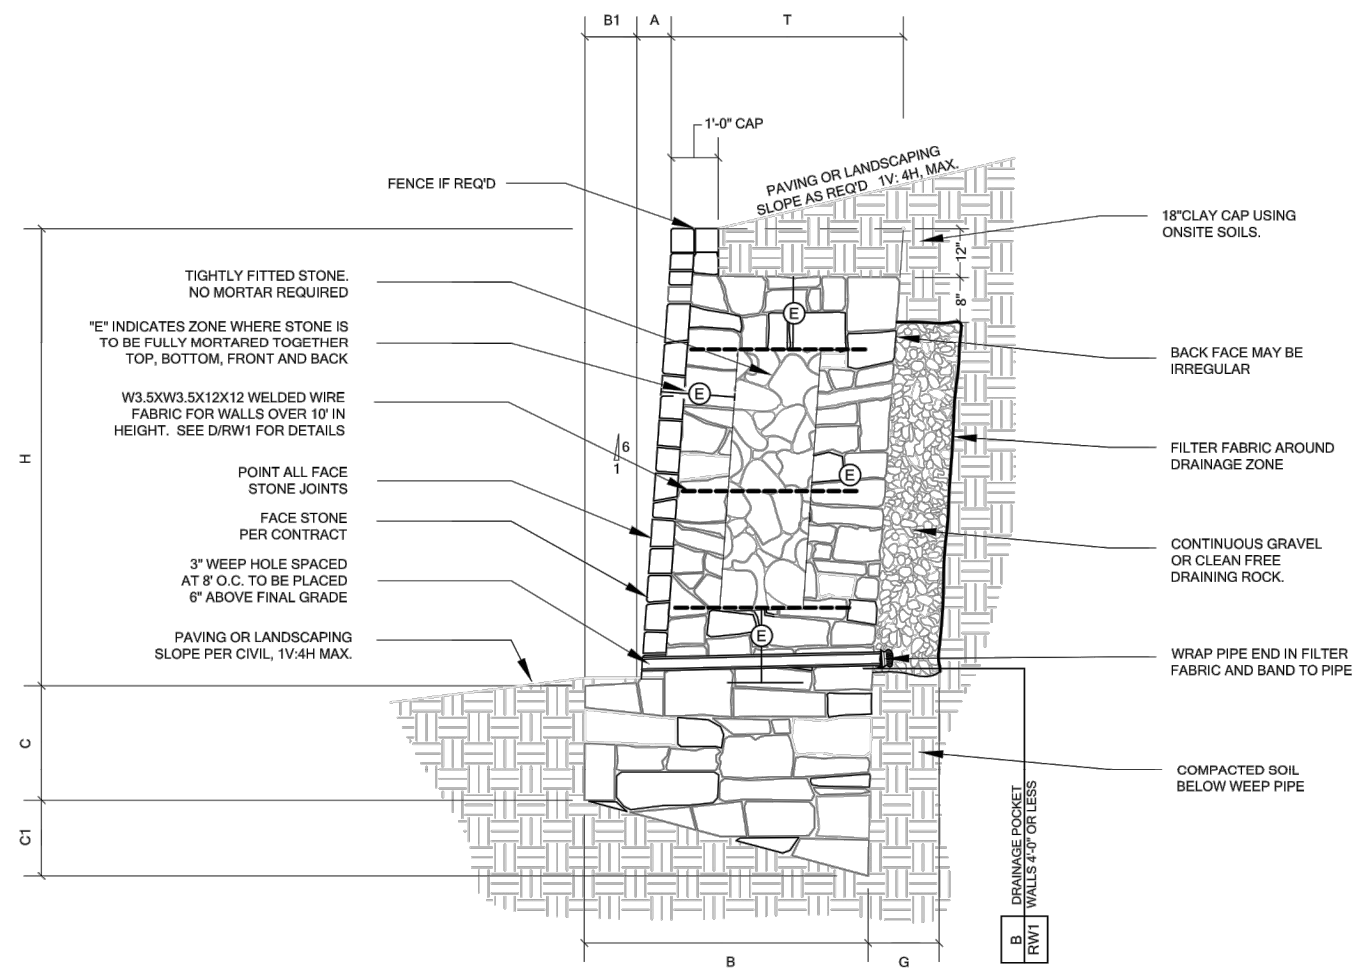 B1
A
T
1'-0" CAP
PAVING OR LANDSCAPING
SLOPE AS REQ'D 1V: 4H, MAX.
FENCE IF REQ'D
18"CLAY CAP USING
ONSITE SOILS.
12"
8"
TIGHTLY FITTED STONE.
NO MORTAR REQUIRED
E
"E" INDICATES ZONE WHERE STONE IS
TO BE FULLY MORTARED TOGETHER
TOP, BOTTOM, FRONT AND BACK
E
BACK FACE MAY BE
IRREGULAR
W3.5XW3.5X12X12 WELDED WIRE
FABRIC FOR WALLS OVER 10' IN
HEIGHT. SEE D/RW1 FOR DETAILS
6
1
H
E
FILTER FABRIC AROUND
DRAINAGE ZONE
POINT ALL FACE
STONE JOINTS
FACE STONE
PER CONTRACT
CONTINUOUS GRAVEL
OR CLEAN FREE
DRAINING ROCK.
3" WEEP HOLE SPACED
AT 8' O.C. TO BE PLACED
6" ABOVE FINAL GRADE
E
PAVING OR LANDSCAPING
SLOPE PER CIVIL, 1V:4H MAX.
WRAP PIPE END IN FILTER
FABRIC AND BAND TO PIPE
C
COMPACTED SOIL
BELOW WEEP PIPE
C1
DRAINAGE POCKET
WALLS 4'-0" OR LESS
B
RW1
B
G